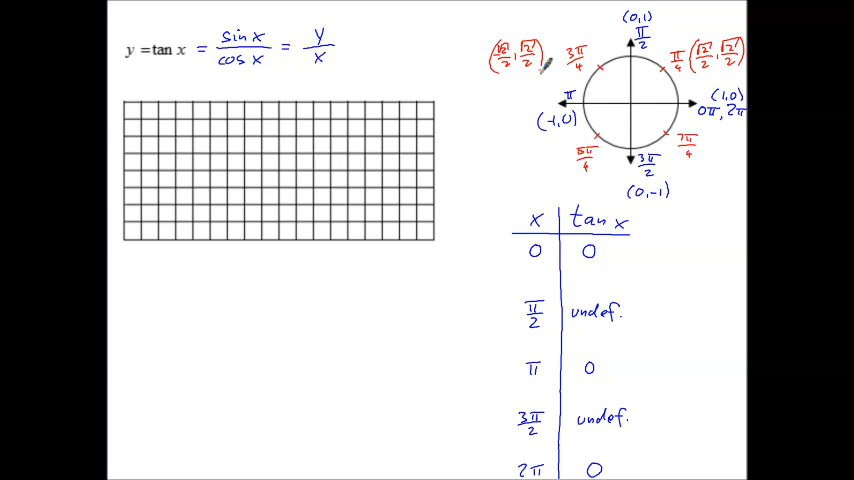 y = tan x = sin x / cos x = y / x
(0,1)
π/2
(-√2/2, √2/2)
3π/4
π/4 (√2/2, √2/2)
π
(-1,0)
(1,0)
0π, 2π
5π/4
3π/2
7π/4
(0,-1)
x | tan x
0 | 0
π/2 | undef.
π | 0
3π/2 | undef.
2π | 0